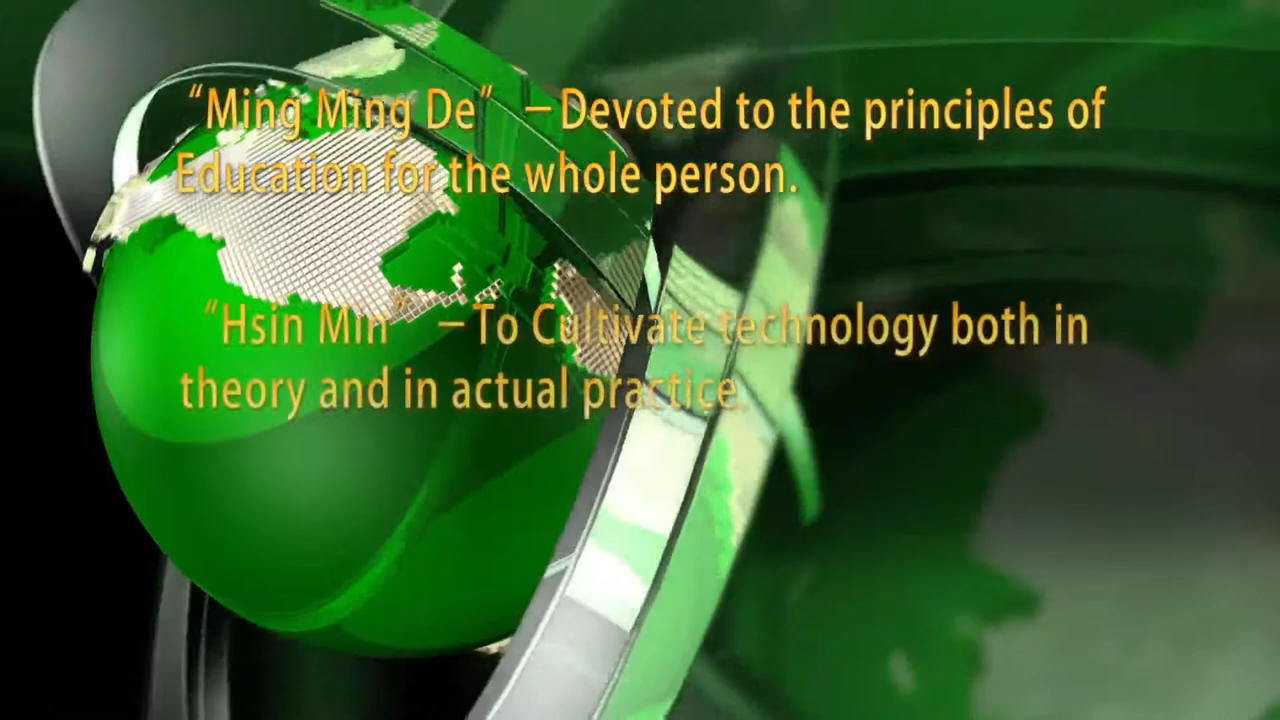 “Ming Ming De” – Devoted to the principles of
Education for the whole person.
“Hsin Min” – To Cultivate technology both in
theory and in actual practice.